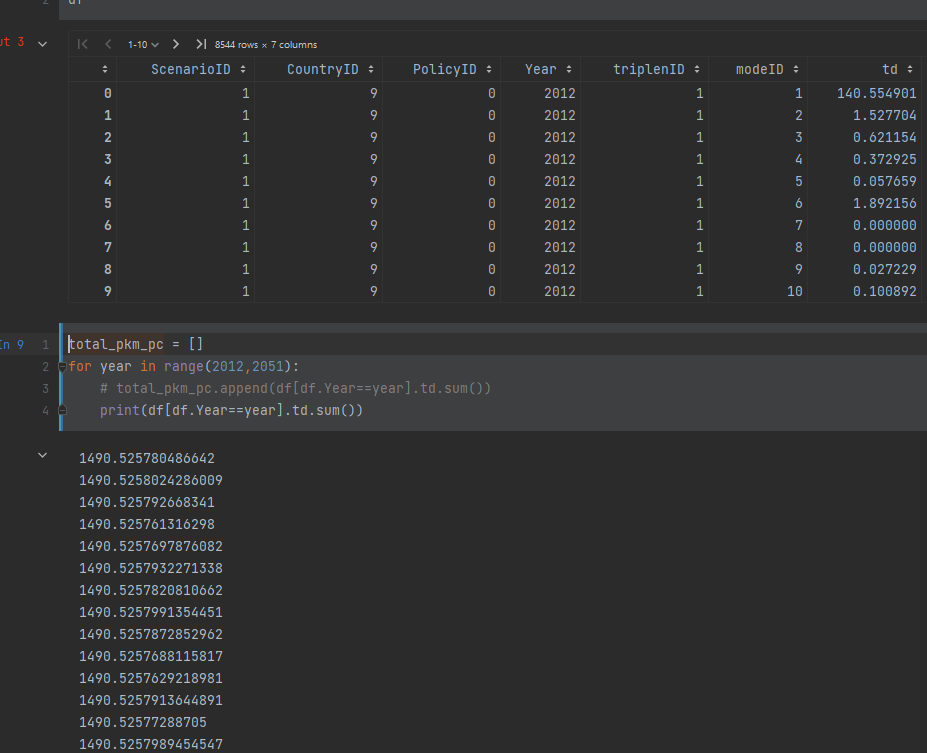 2 df
ut 3 1-10 8544 rows × 7 columns
ScenarioID CountryID PolicyID Year triplenID modeID td
0 1 9 0 2012 1 1 140.554901
1 1 9 0 2012 1 2 1.527704
2 1 9 0 2012 1 3 0.621154
3 1 9 0 2012 1 4 0.372925
4 1 9 0 2012 1 5 0.057659
5 1 9 0 2012 1 6 1.892156
6 1 9 0 2012 1 7 0.000000
7 1 9 0 2012 1 8 0.000000
8 1 9 0 2012 1 9 0.027229
9 1 9 0 2012 1 10 0.100892
In 9 1 total_pkm_pc = []
2 for year in range(2012,2051):
3     # total_pkm_pc.append(df[df.Year==year].td.sum())
4     print(df[df.Year==year].td.sum())
1490.525780486642
1490.5258024286009
1490.525792668341
1490.525761316298
1490.5257697876082
1490.5257932271338
1490.5257820810662
1490.5257991354451
1490.5257872852962
1490.5257688115817
1490.5257629218981
1490.5257913644891
1490.52577288705
1490.5257989454547